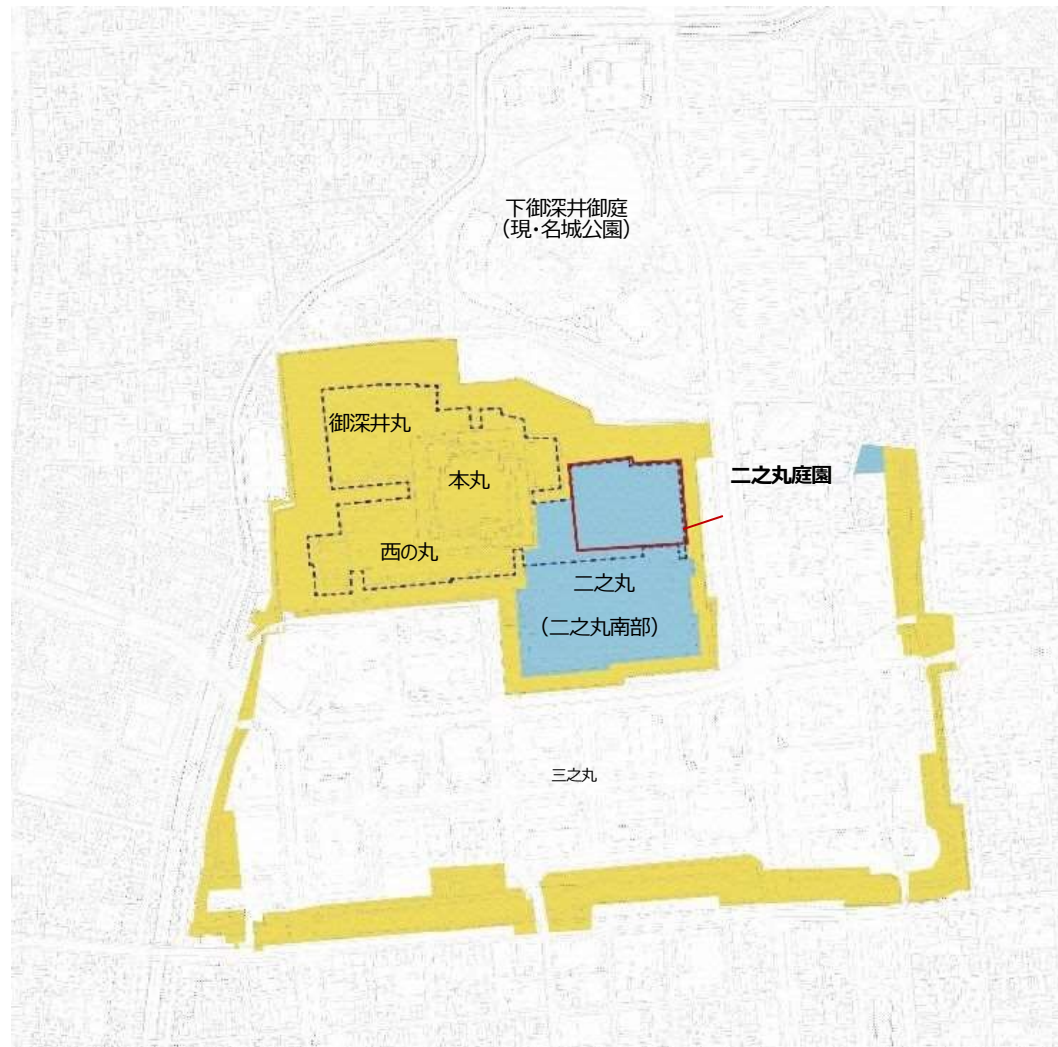 下御深井御庭
（現・名城公園）
御深井丸
本丸
二之丸庭園
西の丸
二之丸
（二之丸南部）
三之丸